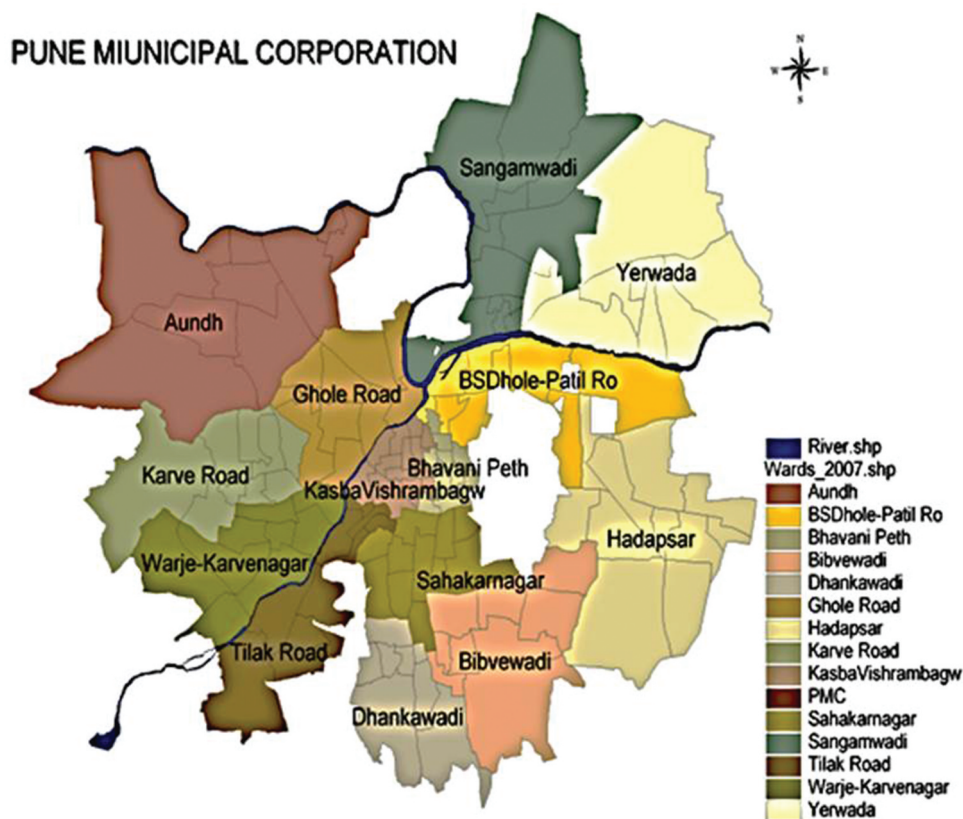 PUNE MIUNICIPAL CORPORATION
N
W E
S
Sangamwadi
Yerwada
Aundh
BSDhole-Patil Ro
Ghole Road
Bhavani Peth
Karve Road
KasbaVishrambagw
Hadapsar
Warje-Karvenagar
Sahakarnagar
Tilak Road
Bibvewadi
Dhankawadi
River.shp
Wards_2007.shp
Aundh
BSDhole-Patil Ro
Bhavani Peth
Bibvewadi
Dhankawadi
Ghole Road
Hadapsar
Karve Road
KasbaVishrambagw
PMC
Sahakarnagar
Sangamwadi
Tilak Road
Warje-Karvenagar
Yerwada